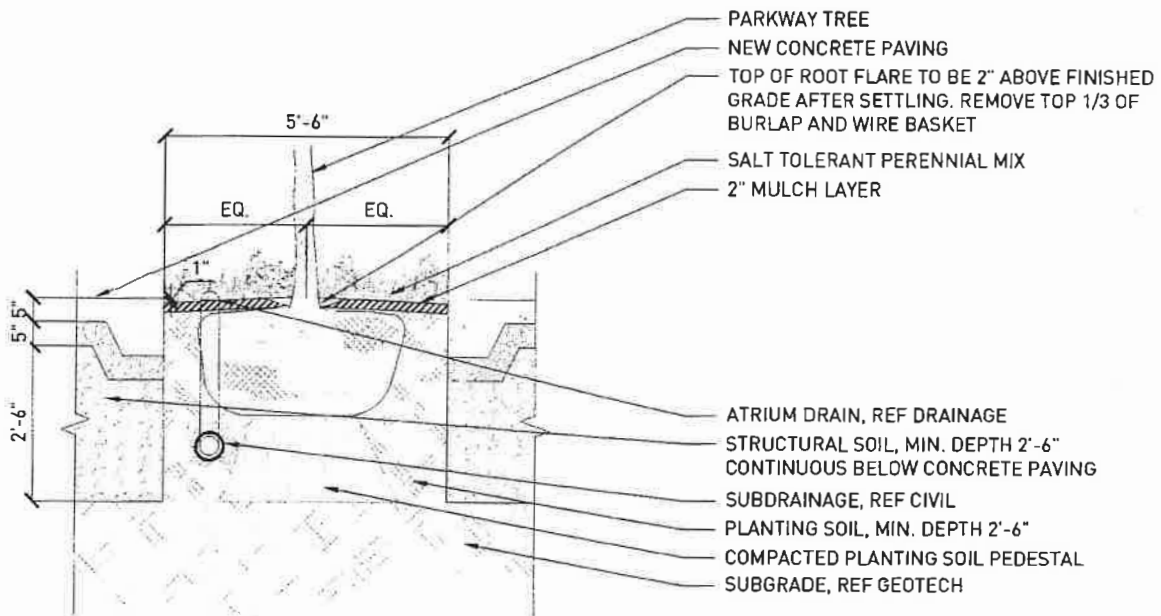 PARKWAY TREE
NEW CONCRETE PAVING
TOP OF ROOT FLARE TO BE 2" ABOVE FINISHED
GRADE AFTER SETTLING. REMOVE TOP 1/3 OF
BURLAP AND WIRE BASKET
5'-6"
SALT TOLERANT PERENNIAL MIX
2" MULCH LAYER
EQ.
EQ.
1"
5"
5"
2'-6"
ATRIUM DRAIN, REF DRAINAGE
STRUCTURAL SOIL, MIN. DEPTH 2'-6"
CONTINUOUS BELOW CONCRETE PAVING
SUBDRAINAGE, REF CIVIL
PLANTING SOIL, MIN. DEPTH 2'-6"
COMPACTED PLANTING SOIL PEDESTAL
SUBGRADE, REF GEOTECH